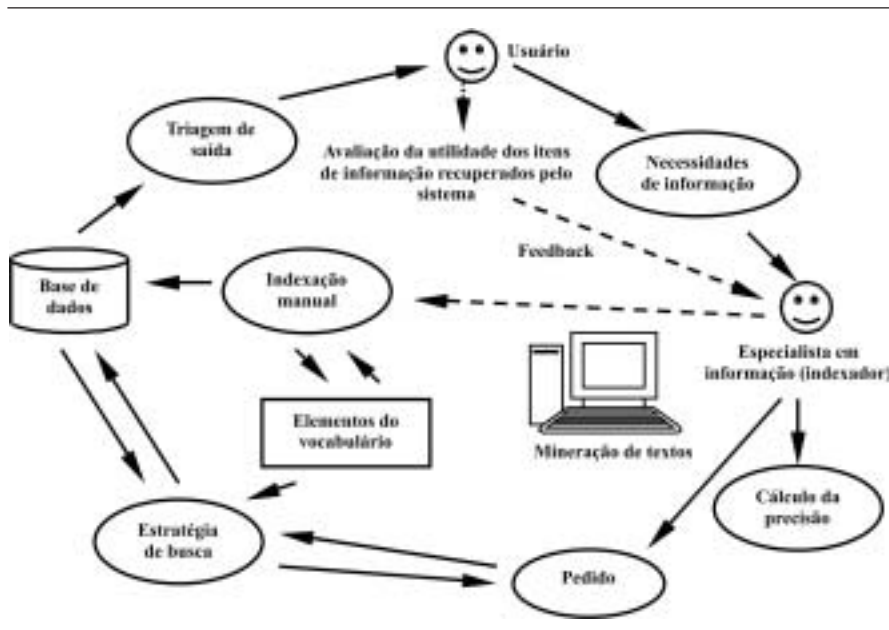 Usuário
Triagem de
saída
Avaliação da utilidade dos itens
de informação recuperados pelo
sistema
Necessidades
de informação
Feedback
Base de
dados
Indexação
manual
Especialista em
informação (indexador)
Elementos do
vocabulário
Mineração de textos
Cálculo da
precisão
Estratégia
de busca
Pedido